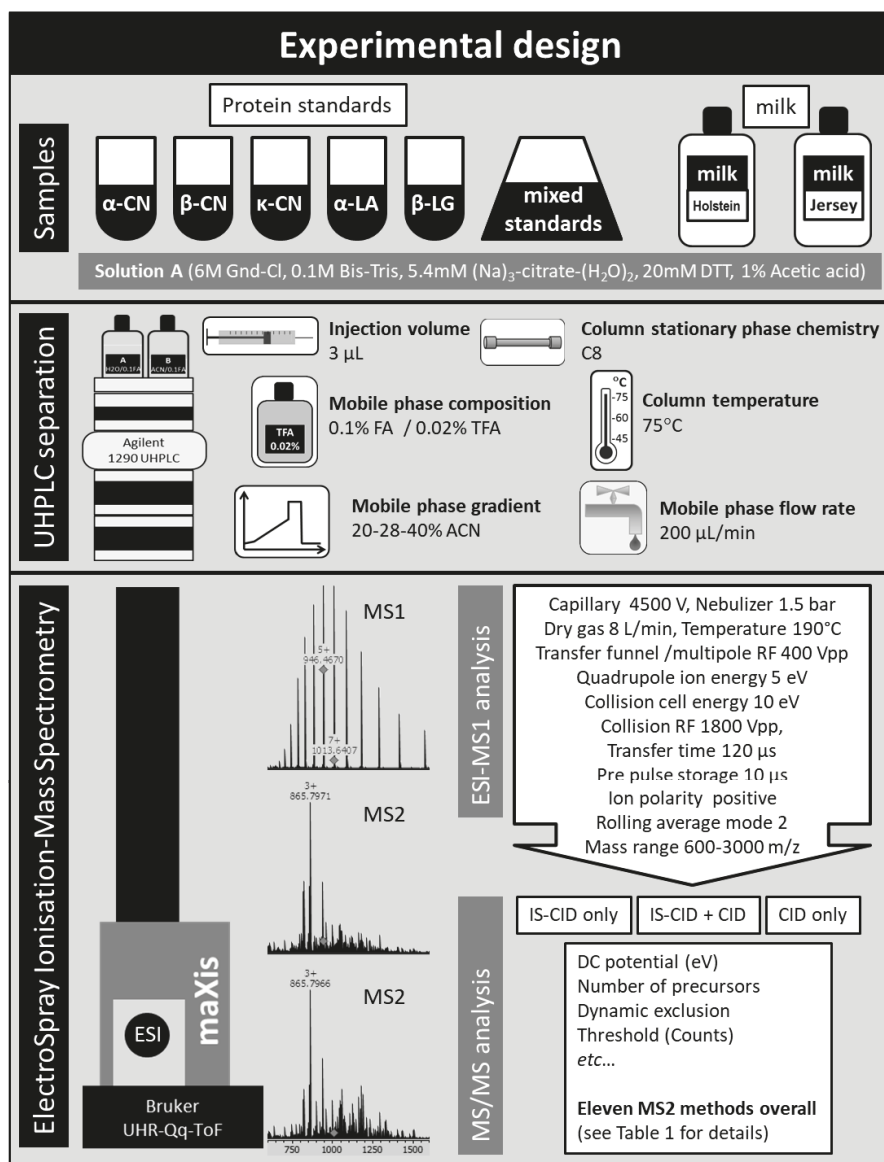 Experimental design
Samples
Protein standards
milk
α-CN
β-CN
κ-CN
α-LA
β-LG
mixed
standards
milk
Holstein
milk
Jersey
Solution A (6M Gnd-Cl, 0.1M Bis-Tris, 5.4mM (Na)₃-citrate-(H₂O)₂, 20mM DTT, 1% Acetic acid)
UHPLC separation
A
H2O/0.1FA
B
ACN/0.1FA
Agilent
1290 UHPLC
Injection volume
3 µL
Column stationary phase chemistry
C8
TFA
0.02%
Mobile phase composition
0.1% FA / 0.02% TFA
°C
-75
-60
-45
Column temperature
75°C
Mobile phase gradient
20-28-40% ACN
Mobile phase flow rate
200 µL/min
ElectroSpray Ionisation-Mass Spectrometry
maXis
ESI
Bruker
UHR-Qq-ToF
MS1
5+
946.4670
7+
1013.6407
MS2
3+
865.7971
MS2
3+
865.7966
750
1000
1250
1500
ESI-MS1 analysis
Capillary 4500 V, Nebulizer 1.5 bar
Dry gas 8 L/min, Temperature 190°C
Transfer funnel /multipole RF 400 Vpp
Quadrupole ion energy 5 eV
Collision cell energy 10 eV
Collision RF 1800 Vpp,
Transfer time 120 µs
Pre pulse storage 10 µs
Ion polarity positive
Rolling average mode 2
Mass range 600-3000 m/z
MS/MS analysis
IS-CID only
IS-CID + CID
CID only
DC potential (eV)
Number of precursors
Dynamic exclusion
Threshold (Counts)
etc...
Eleven MS2 methods overall
(see Table 1 for details)